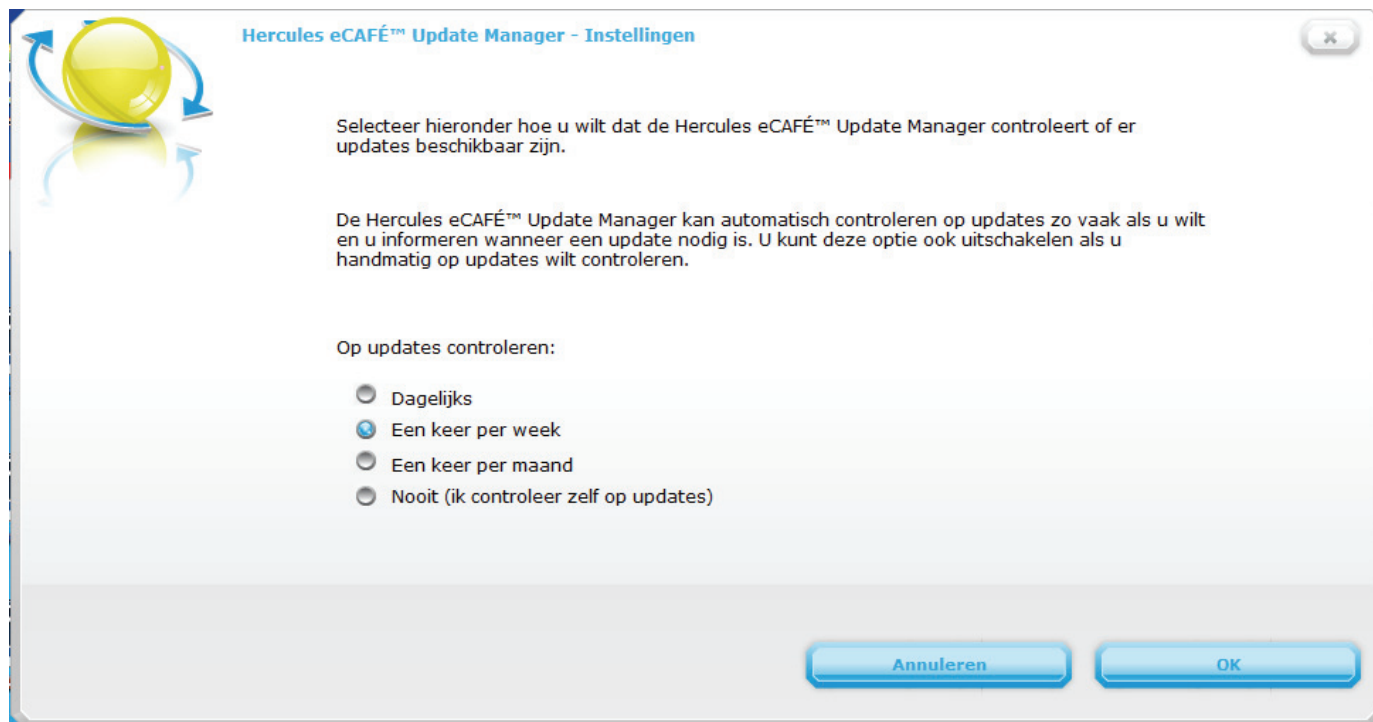 Hercules eCAFÉ™ Update Manager - Instellingen
Selecteer hieronder hoe u wilt dat de Hercules eCAFÉ™ Update Manager controleert of er
updates beschikbaar zijn.
De Hercules eCAFÉ™ Update Manager kan automatisch controleren op updates zo vaak als u wilt
en u informeren wanneer een update nodig is. U kunt deze optie ook uitschakelen als u
handmatig op updates wilt controleren.
Op updates controleren:
Dagelijks
Een keer per week
Een keer per maand
Nooit (ik controleer zelf op updates)
Annuleren
OK